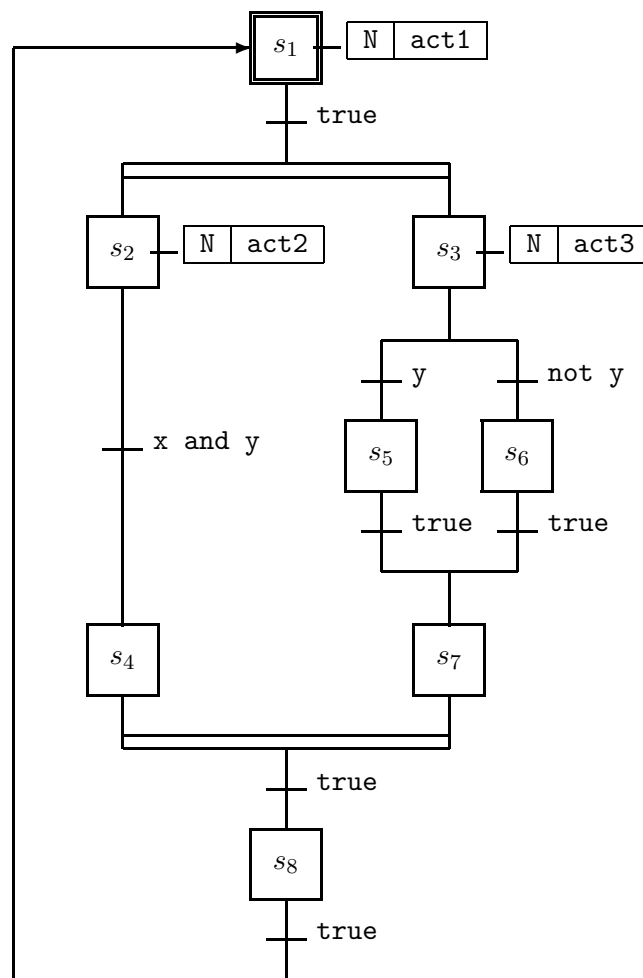 s1 N act1
true
s2 N act2 s3 N act3
y not y
x and y s5 s6
true true
s4 s7
true
s8
true